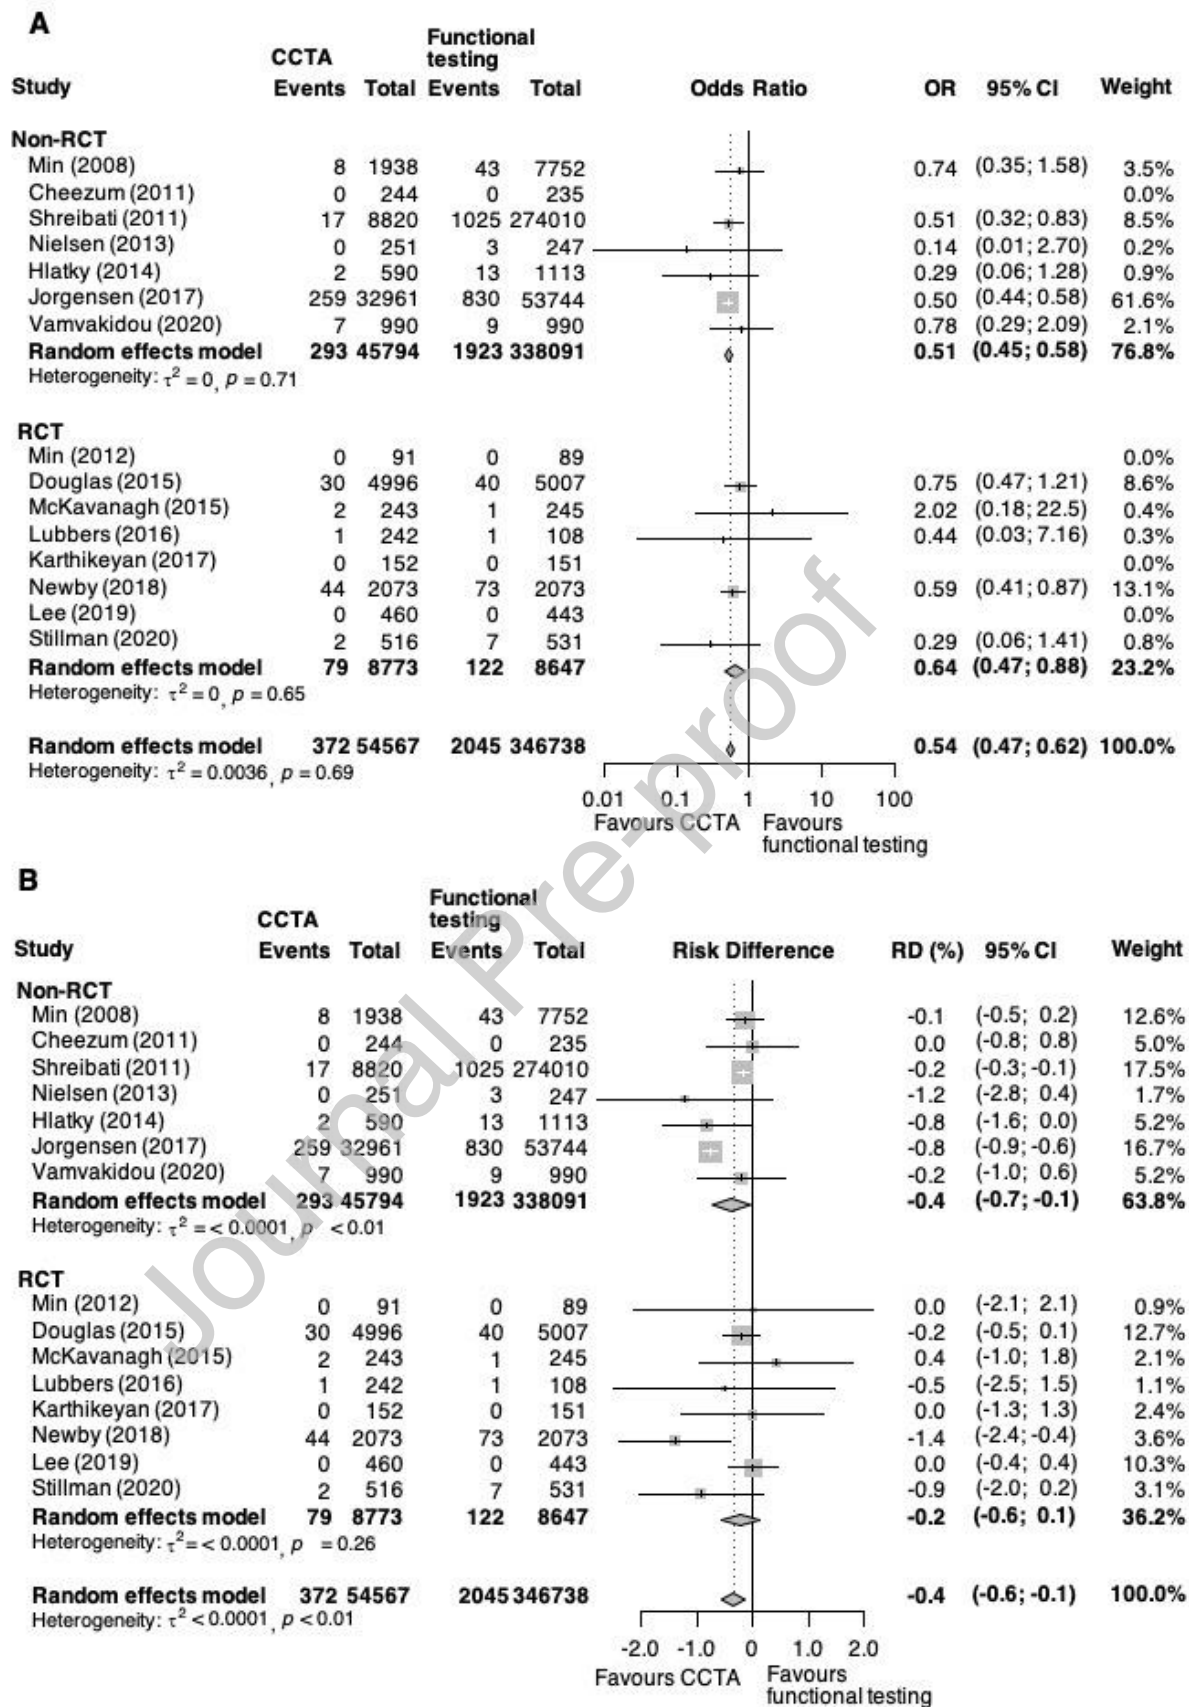 A
CCTA Functional testing
Study Events Total Events Total Odds Ratio OR 95% CI Weight
Non-RCT
Min (2008) 8 1938 43 7752 0.74 (0.35; 1.58) 3.5%
Cheezum (2011) 0 244 0 235 0.0%
Shreibati (2011) 17 8820 1025 274010 0.51 (0.32; 0.83) 8.5%
Nielsen (2013) 0 251 3 247 0.14 (0.01; 2.70) 0.2%
Hlatky (2014) 2 590 13 1113 0.29 (0.06; 1.28) 0.9%
Jorgensen (2017) 259 32961 830 53744 0.50 (0.44; 0.58) 61.6%
Vamvakidou (2020) 7 990 9 990 0.78 (0.29; 2.09) 2.1%
Random effects model 293 45794 1923 338091 0.51 (0.45; 0.58) 76.8%
Heterogeneity: τ² = 0, p = 0.71
RCT
Min (2012) 0 91 0 89 0.0%
Douglas (2015) 30 4996 40 5007 0.75 (0.47; 1.21) 8.6%
McKavanagh (2015) 2 243 1 245 2.02 (0.18; 22.5) 0.4%
Lubbers (2016) 1 242 1 108 0.44 (0.03; 7.16) 0.3%
Karthikeyan (2017) 0 152 0 151 0.0%
Newby (2018) 44 2073 73 2073 0.59 (0.41; 0.87) 13.1%
Lee (2019) 0 460 0 443 0.0%
Stillman (2020) 2 516 7 531 0.29 (0.06; 1.41) 0.8%
Random effects model 79 8773 122 8647 0.64 (0.47; 0.88) 23.2%
Heterogeneity: τ² = 0, p = 0.65
Random effects model 372 54567 2045 346738 0.54 (0.47; 0.62) 100.0%
Heterogeneity: τ² = 0.0036, p = 0.69
0.01 0.1 1 10 100
Favours CCTA Favours functional testing
B
CCTA Functional testing
Study Events Total Events Total Risk Difference RD (%) 95% CI Weight
Non-RCT
Min (2008) 8 1938 43 7752 -0.1 (-0.5; 0.2) 12.6%
Cheezum (2011) 0 244 0 235 0.0 (-0.8; 0.8) 5.0%
Shreibati (2011) 17 8820 1025 274010 -0.2 (-0.3; -0.1) 17.5%
Nielsen (2013) 0 251 3 247 -1.2 (-2.8; 0.4) 1.7%
Hlatky (2014) 2 590 13 1113 -0.8 (-1.6; 0.0) 5.2%
Jorgensen (2017) 259 32961 830 53744 -0.8 (-0.9; -0.6) 16.7%
Vamvakidou (2020) 7 990 9 990 -0.2 (-1.0; 0.6) 5.2%
Random effects model 293 45794 1923 338091 -0.4 (-0.7; -0.1) 63.8%
Heterogeneity: τ² = < 0.0001, p < 0.01
RCT
Min (2012) 0 91 0 89 0.0 (-2.1; 2.1) 0.9%
Douglas (2015) 30 4996 40 5007 -0.2 (-0.5; 0.1) 12.7%
McKavanagh (2015) 2 243 1 245 0.4 (-1.0; 1.8) 2.1%
Lubbers (2016) 1 242 1 108 -0.5 (-2.5; 1.5) 1.1%
Karthikeyan (2017) 0 152 0 151 0.0 (-1.3; 1.3) 2.4%
Newby (2018) 44 2073 73 2073 -1.4 (-2.4; -0.4) 3.6%
Lee (2019) 0 460 0 443 0.0 (-0.4; 0.4) 10.3%
Stillman (2020) 2 516 7 531 -0.9 (-2.0; 0.2) 3.1%
Random effects model 79 8773 122 8647 -0.2 (-0.6; 0.1) 36.2%
Heterogeneity: τ² = < 0.0001, p = 0.26
Random effects model 372 54567 2045 346738 -0.4 (-0.6; -0.1) 100.0%
Heterogeneity: τ² < 0.0001, p < 0.01
-2.0 -1.0 0 1.0 2.0
Favours CCTA Favours functional testing
Journal Pre-proof